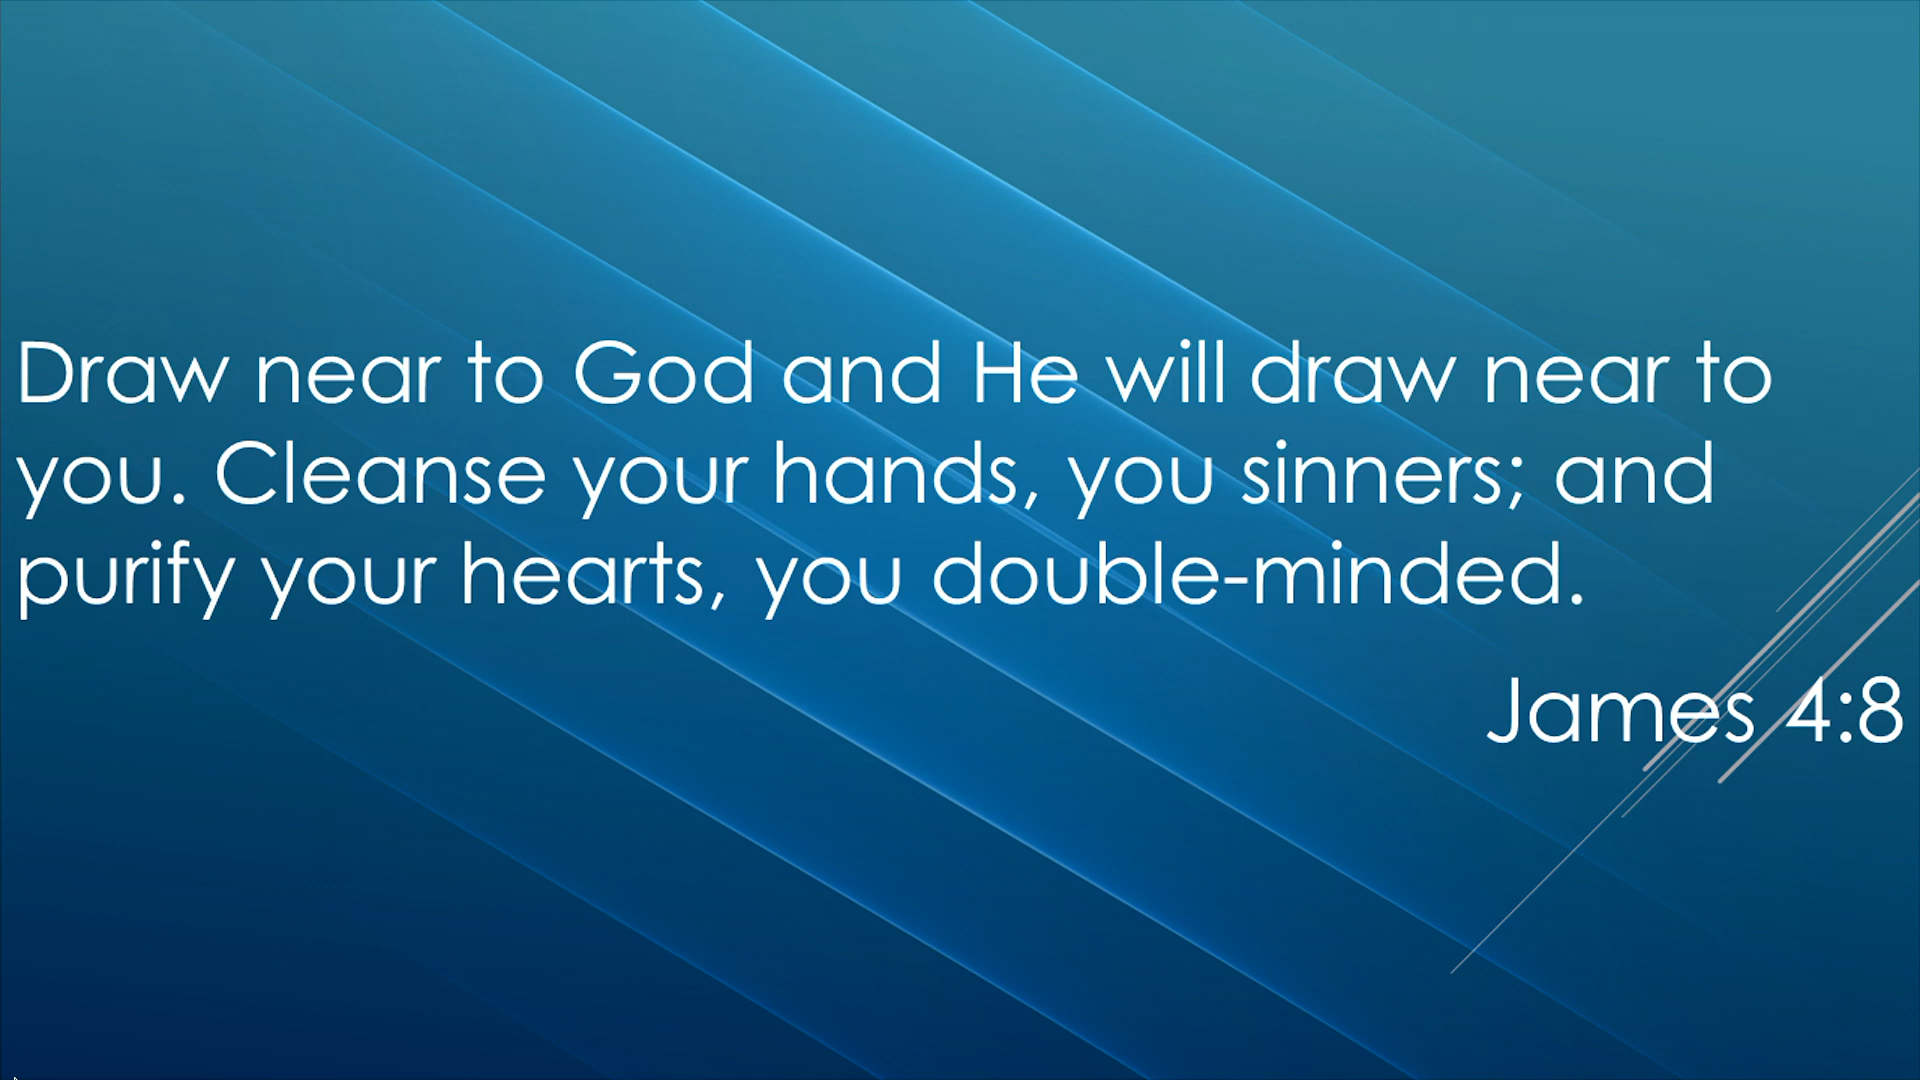 Draw near to God and He will draw near to
you. Cleanse your hands, you sinners; and
purify your hearts, you double-minded.
James 4:8